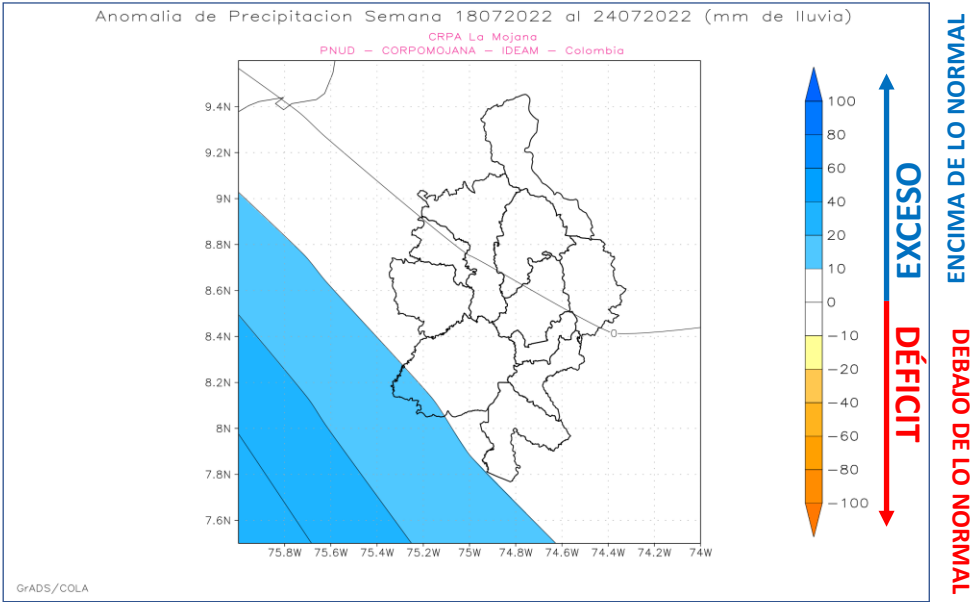 Anomalia de Precipitacion Semana 18072022 al 24072022 (mm de lluvia)
CRPA La Mojana
PNUD – CORPOMOJANA – IDEAM – Colombia
9.4N
9.2N
9N
8.8N
8.6N
8.4N
8.2N
8N
7.8N
7.6N
75.8W 75.6W 75.4W 75.2W 75W 74.8W 74.6W 74.4W 74.2W 74W
0
100
80
60
40
20
10
0
−10
−20
−40
−60
−80
−100
EXCESO
DÉFICIT
ENCIMA DE LO NORMAL
DEBAJO DE LO NORMAL
GrADS/COLA